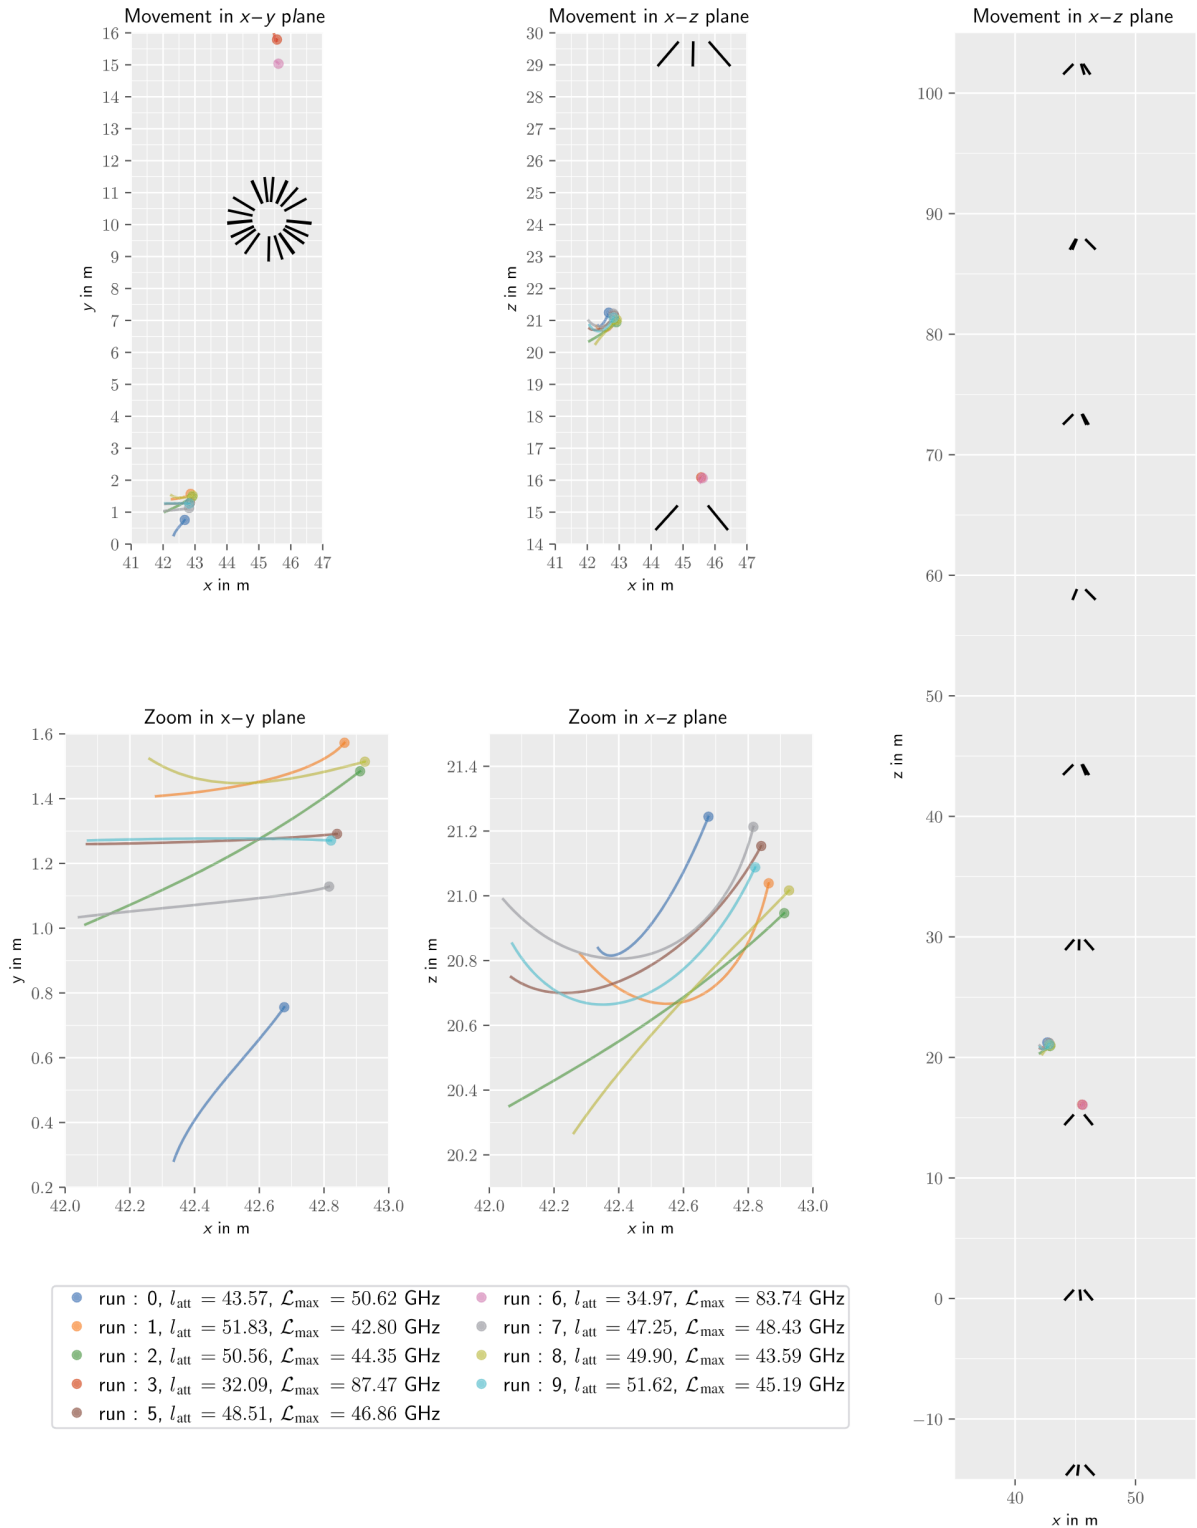 Movement in x−y plane
16
15
14
13
12
11
10
9
8
7
6
5
4
3
2
1
0
41 42 43 44 45 46 47
y in m
x in m
Movement in x−z plane
30
29
28
27
26
25
24
23
22
21
20
19
18
17
16
15
14
41 42 43 44 45 46 47
z in m
x in m
Movement in x−z plane
100
90
80
70
60
50
40
30
20
10
0
−10
40 50
z in m
x in m
Zoom in x−y plane
1.6
1.4
1.2
1.0
0.8
0.6
0.4
0.2
42.0 42.2 42.4 42.6 42.8 43.0
y in m
x in m
Zoom in x−z plane
21.4
21.2
21.0
20.8
20.6
20.4
20.2
42.0 42.2 42.4 42.6 42.8 43.0
z in m
x in m
run : 0, l_att = 43.57, ℒ_max = 50.62 GHz
run : 1, l_att = 51.83, ℒ_max = 42.80 GHz
run : 2, l_att = 50.56, ℒ_max = 44.35 GHz
run : 3, l_att = 32.09, ℒ_max = 87.47 GHz
run : 5, l_att = 48.51, ℒ_max = 46.86 GHz
run : 6, l_att = 34.97, ℒ_max = 83.74 GHz
run : 7, l_att = 47.25, ℒ_max = 48.43 GHz
run : 8, l_att = 49.90, ℒ_max = 43.59 GHz
run : 9, l_att = 51.62, ℒ_max = 45.19 GHz